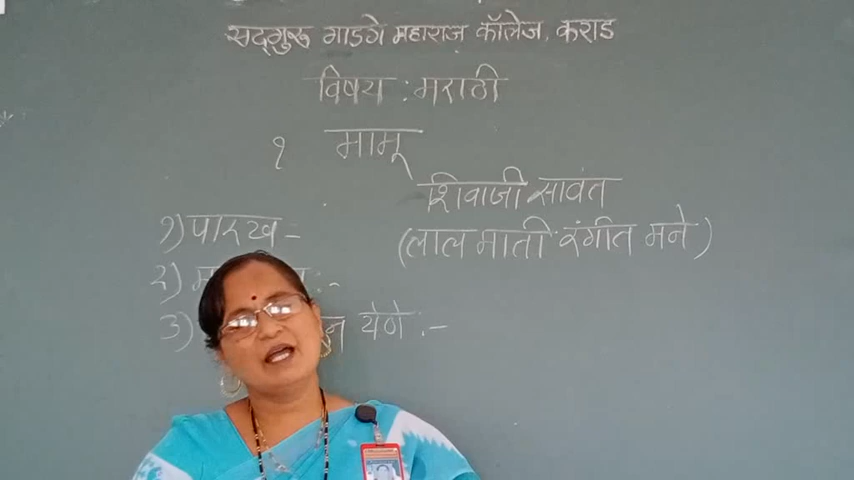 सद्गुरु गाडगे महाराज कॉलेज, कराड
विषय : मराठी
१ मामू
शिवाजी सावंत
(लाल माती रंगीत मने)
१) पारख –
२) :-
३) येणे :-